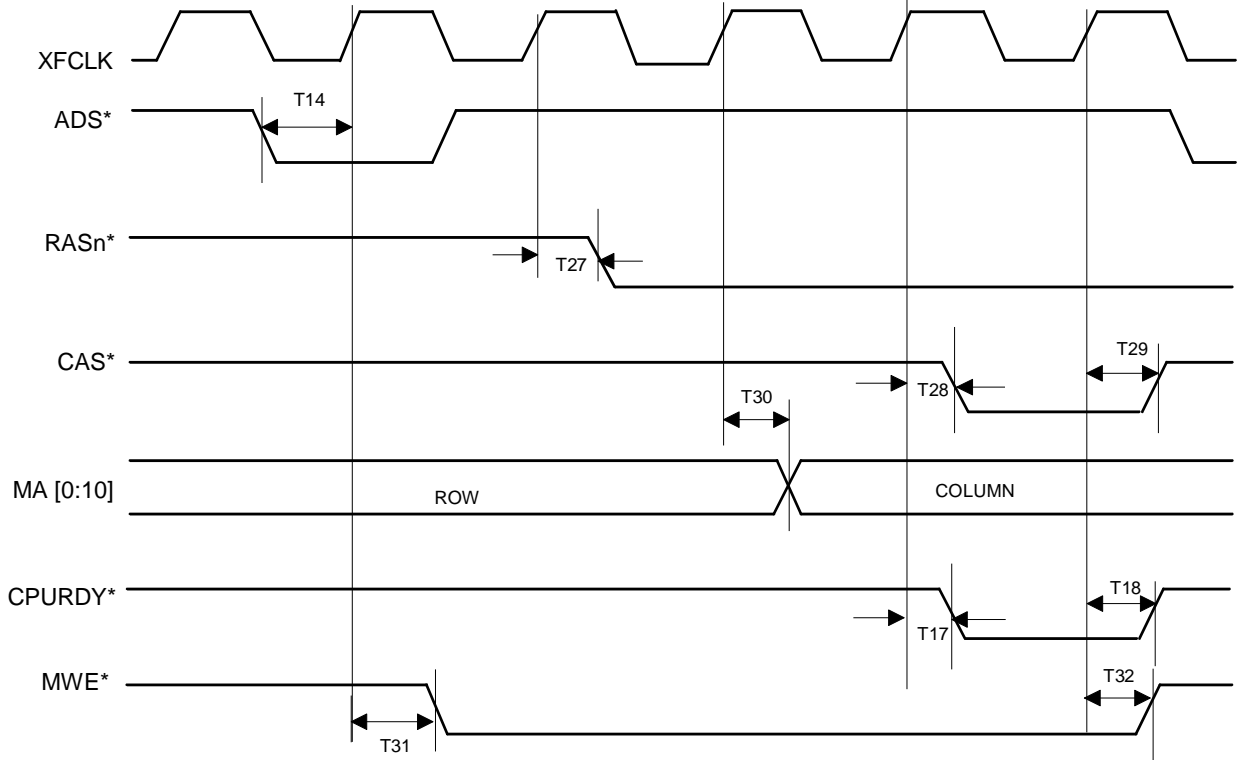 XFCLK
T14
ADS*
RASn*
T27
CAS*
T29
T28
T30
MA [0:10]
ROW
COLUMN
CPURDY*
T18
T17
MWE*
T32
T31